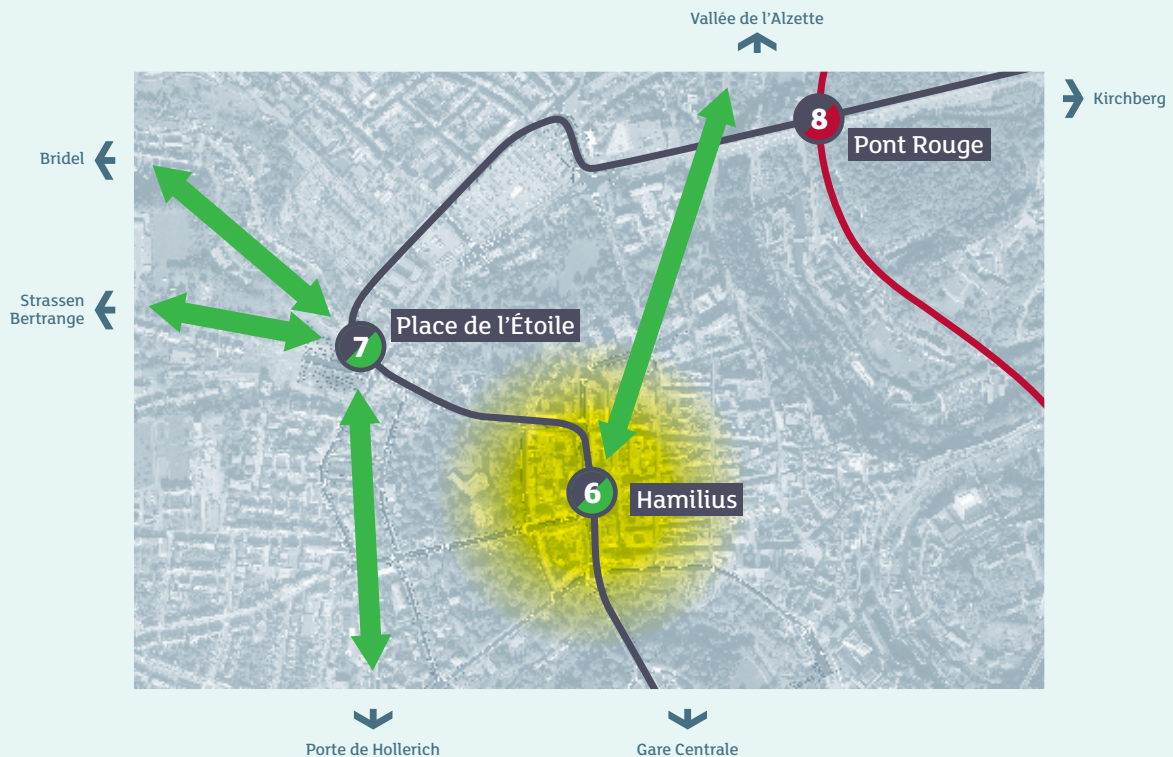 Vallée de l'Alzette
Kirchberg
8
Pont Rouge
Bridel
Strassen
Bertrange
Place de l'Étoile
7
6
Hamilius
Porte de Hollerich
Gare Centrale